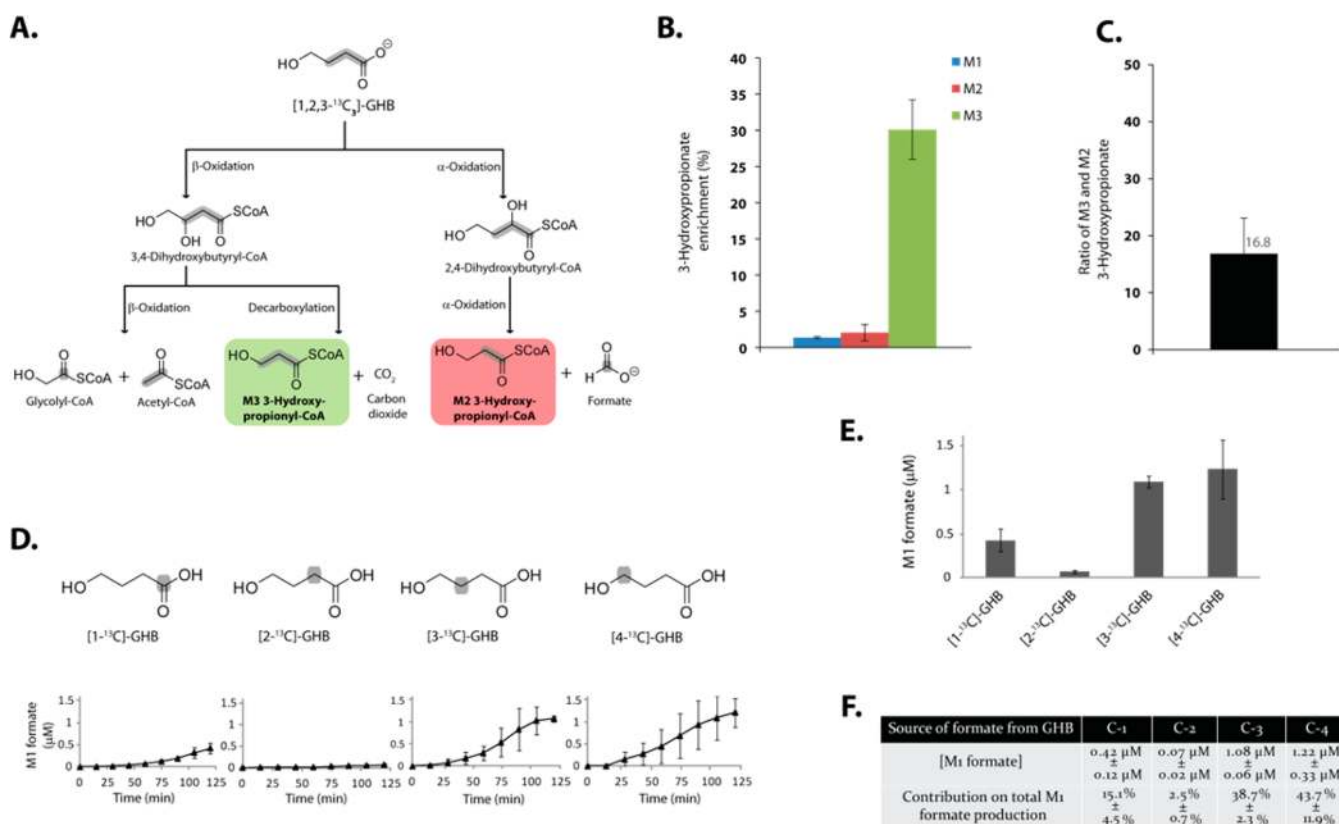 A.
HO
O⊖
O
[1,2,3-¹³C₃]-GHB
β-Oxidation
α-Oxidation
HO
SCoA
OH
O
3,4-Dihydroxybutyryl-CoA
OH
HO
SCoA
O
2,4-Dihydroxybutyryl-CoA
β-Oxidation
Decarboxylation
α-Oxidation
HO
O
SCoA
+
O
SCoA
HO
SCoA
O
+
CO₂
HO
SCoA
O
+
O
H
O⊖
Glycolyl-CoA
Acetyl-CoA
M3 3-Hydroxy-
propionyl-CoA
Carbon
dioxide
M2 3-Hydroxy-
propionyl-CoA
Formate
B.
3-Hydroxypropionate
enrichment (%)
40
35
30
25
20
15
10
5
0
M1
M2
M3
C.
Ratio of M3 and M2
3-Hydroxypropionate
50
40
30
20
10
0
16.8
D.
HO
OH
O
[1-¹³C]-GHB
HO
OH
O
[2-¹³C]-GHB
HO
OH
O
[3-¹³C]-GHB
HO
OH
O
[4-¹³C]-GHB
M1 formate
(μM)
1.5
1
0.5
0
0 25 50 75 100 125
Time (min)
1.5
1
0.5
0
0 25 50 75 100 125
Time (min)
1.5
1
0.5
0
0 25 50 75 100 125
Time (min)
1.5
1
0.5
0
0 25 50 75 100 125
Time (min)
E.
M1 formate (μM)
1.5
1
0.5
0
[1-¹³C]-GHB
[2-¹³C]-GHB
[3-¹³C]-GHB
[4-¹³C]-GHB
F.
Source of formate from GHB C-1 C-2 C-3 C-4
[M1 formate]
0.42 μM 0.07 μM 1.08 μM 1.22 μM
± ± ± ±
0.12 μM 0.02 μM 0.06 μM 0.33 μM
Contribution on total M1
formate production
15.1% 2.5% 38.7% 43.7%
± ± ± ±
4.5% 0.7% 2.3% 11.9%